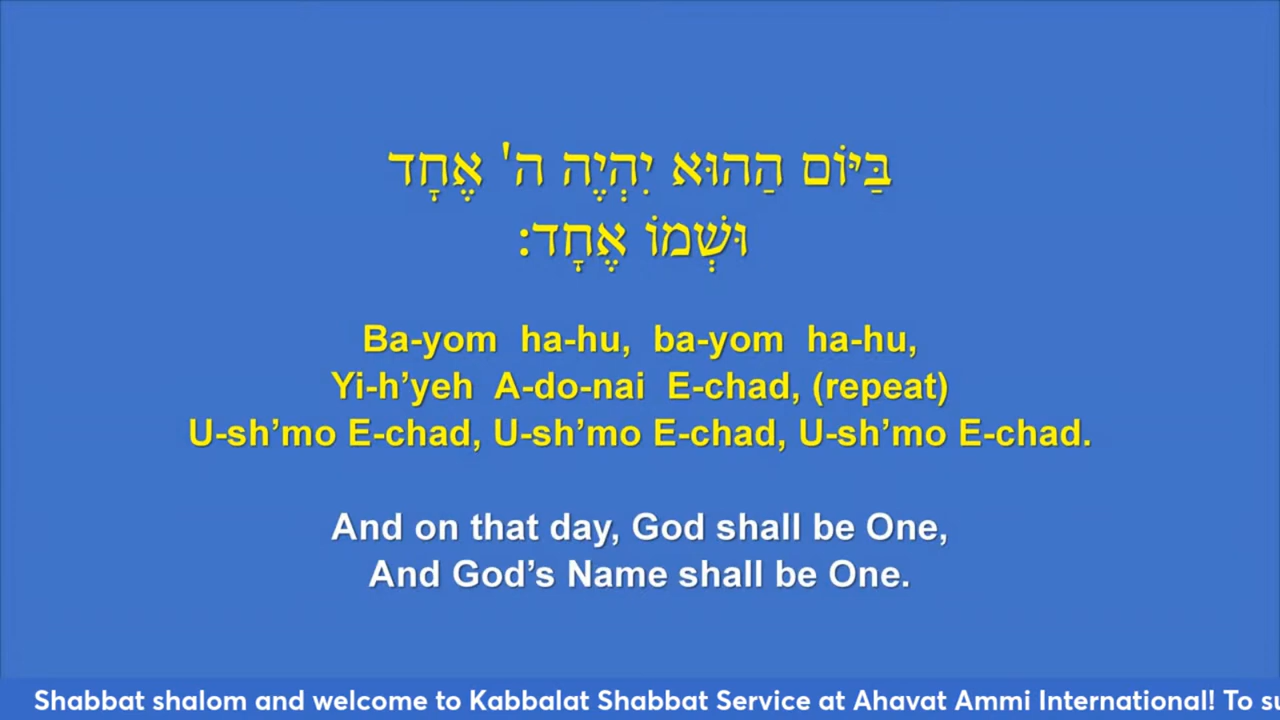 בַּיּוֹם הַהוּא יִהְיֶה ה' אֶחָד
וּשְׁמוֹ אֶחָד:
Ba-yom ha-hu, ba-yom ha-hu,
Yi-h’yeh A-do-nai E-chad, (repeat)
U-sh’mo E-chad, U-sh’mo E-chad, U-sh’mo E-chad.
And on that day, God shall be One,
And God’s Name shall be One.
Shabbat shalom and welcome to Kabbalat Shabbat Service at Ahavat Ammi International! To